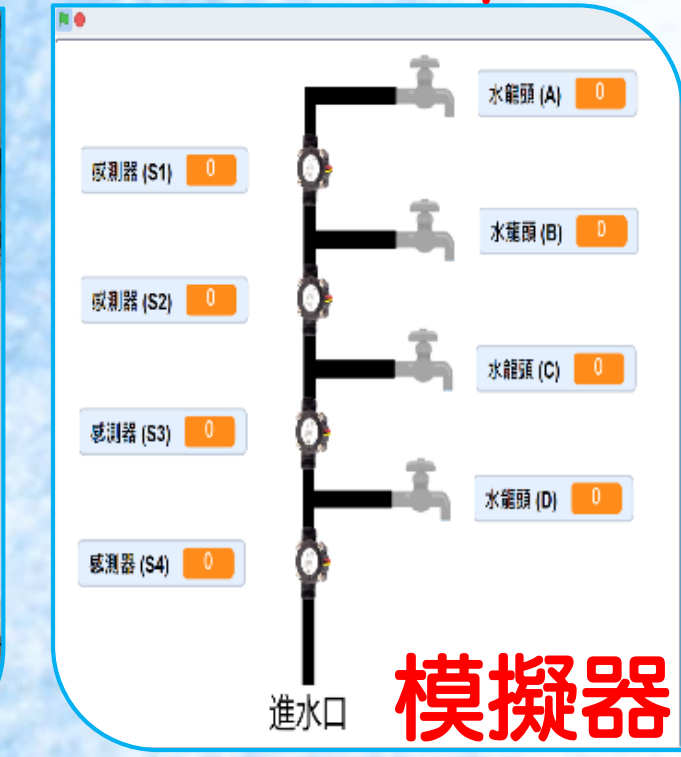 水龍頭 (A) 0
感測器 (S1) 0
水龍頭 (B) 0
感測器 (S2) 0
水龍頭 (C) 0
感測器 (S3) 0
水龍頭 (D) 0
感測器 (S4) 0
進水口
模擬器